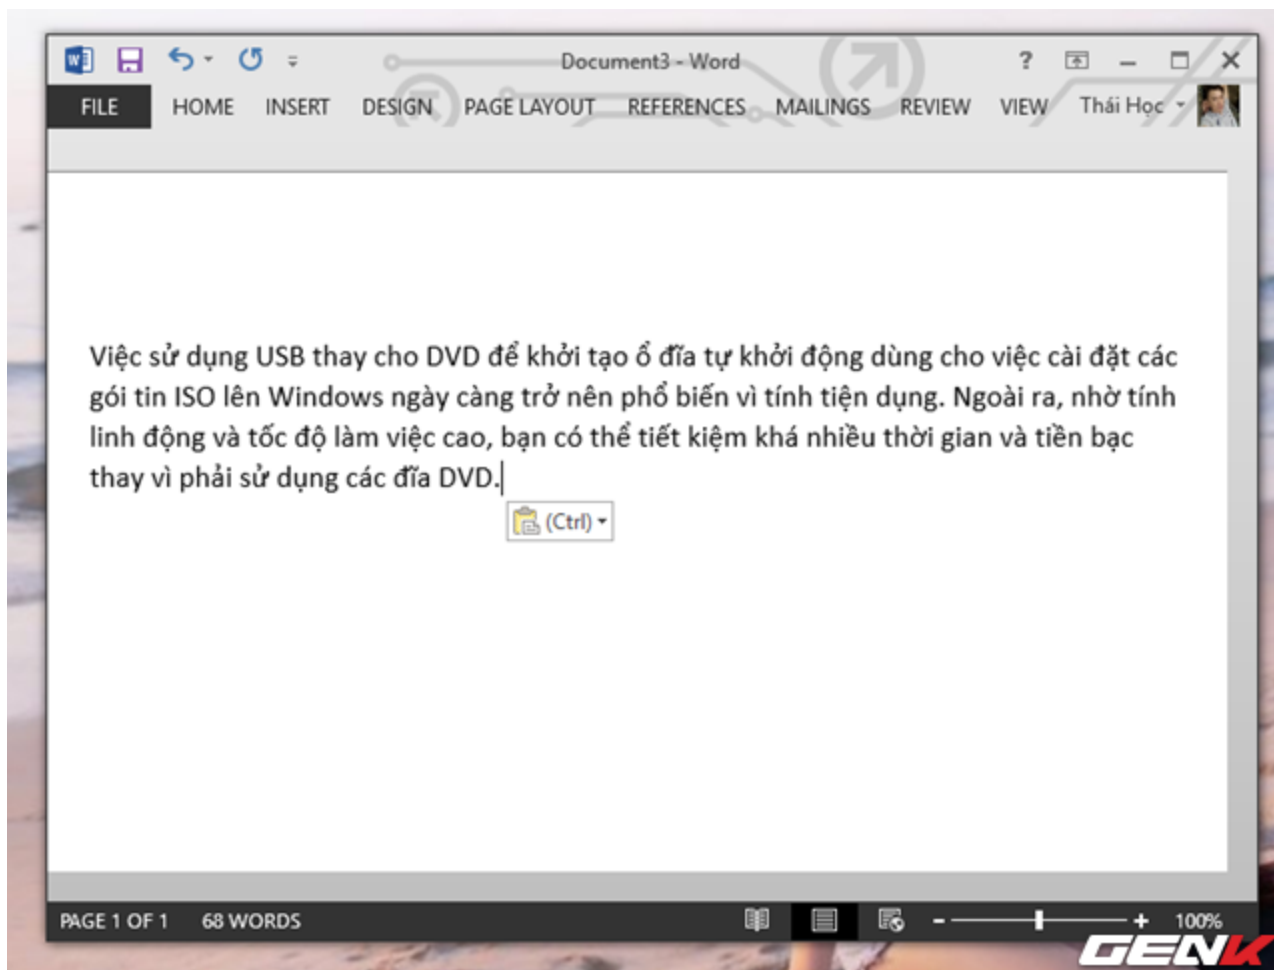 Document3 - Word
?
FILE HOME INSERT DESIGN PAGE LAYOUT REFERENCES MAILINGS REVIEW VIEW Thái Học
Việc sử dụng USB thay cho DVD để khởi tạo ổ đĩa tự khởi động dùng cho việc cài đặt các
gói tin ISO lên Windows ngày càng trở nên phổ biến vì tính tiện dụng. Ngoài ra, nhờ tính
linh động và tốc độ làm việc cao, bạn có thể tiết kiệm khá nhiều thời gian và tiền bạc
thay vì phải sử dụng các đĩa DVD.
(Ctrl)
PAGE 1 OF 1 68 WORDS 100%
GENK